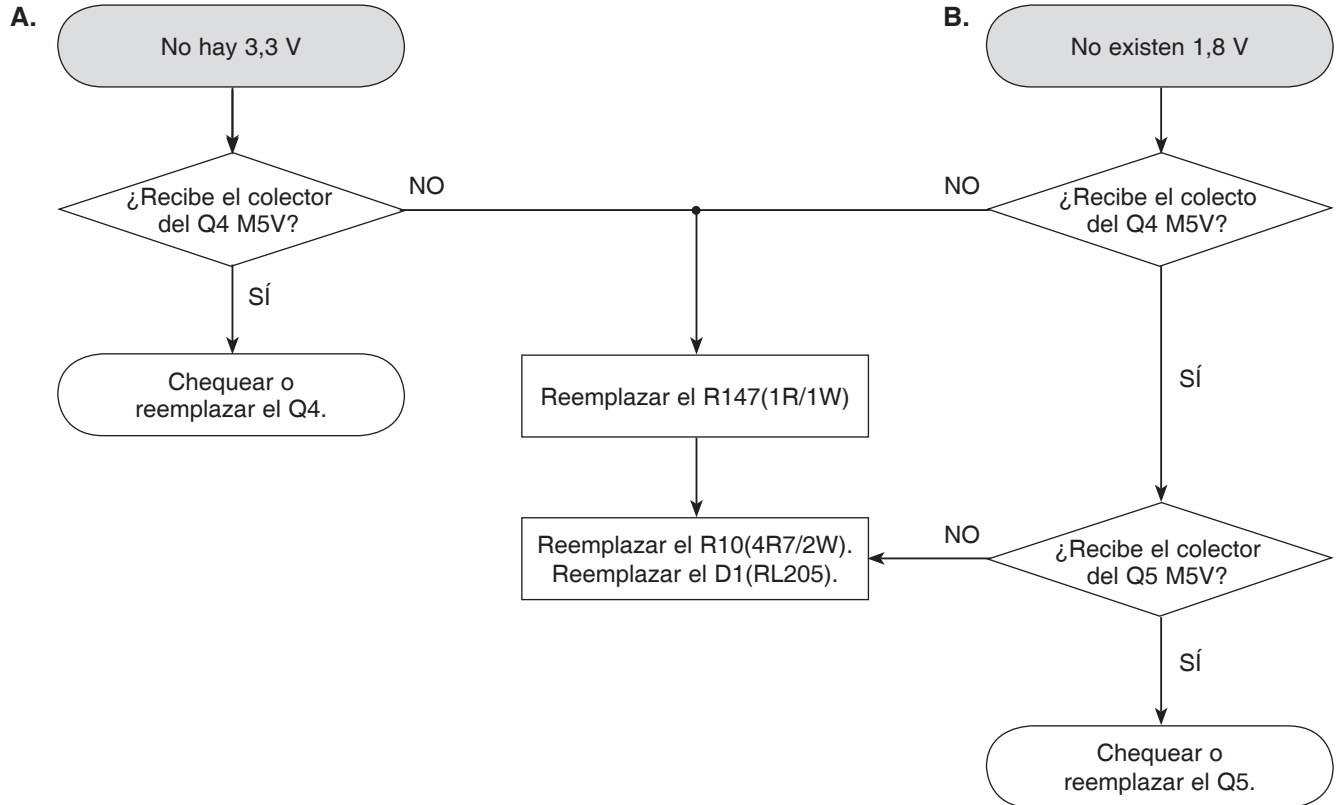 A.
No hay 3,3 V
¿Recibe el colector
del Q4 M5V?
NO
SÍ
Chequear o
reemplazar el Q4.
Reemplazar el R147(1R/1W)
Reemplazar el R10(4R7/2W).
Reemplazar el D1(RL205).
B.
No existen 1,8 V
NO
¿Recibe el colecto
del Q4 M5V?
SÍ
NO
¿Recibe el colector
del Q5 M5V?
SÍ
Chequear o
reemplazar el Q5.